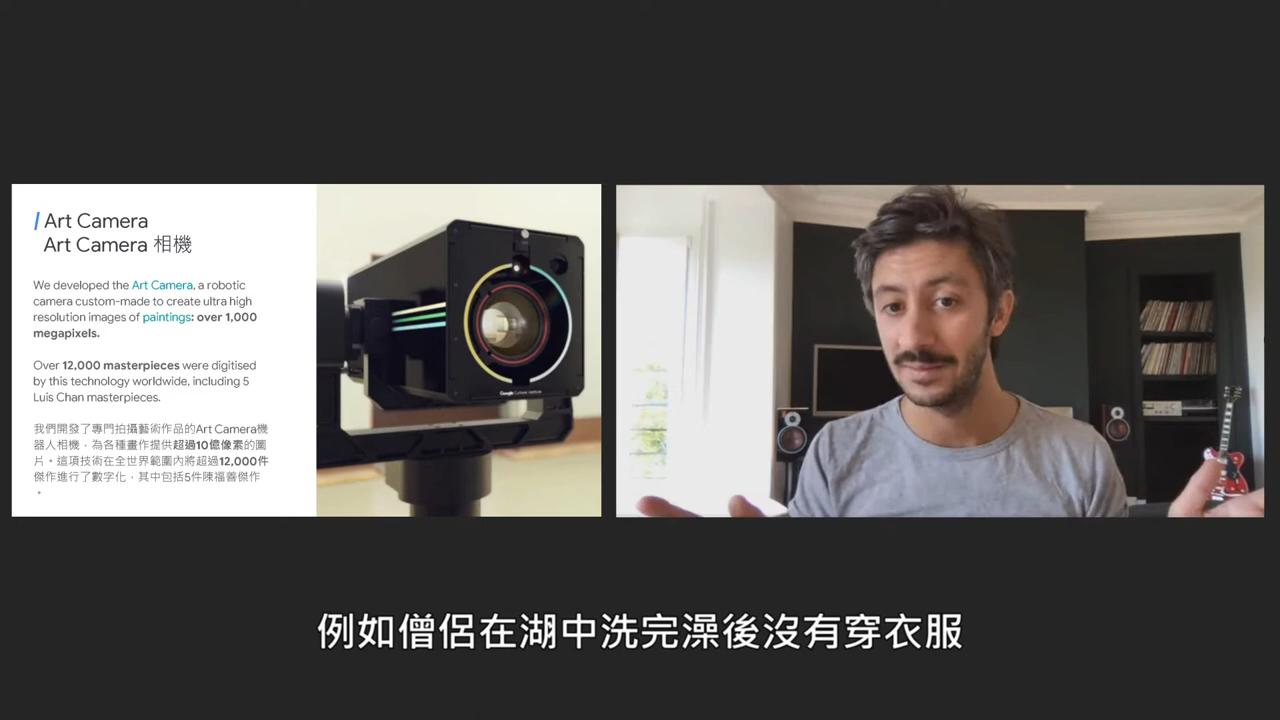 / Art Camera
Art Camera 相機
We developed the Art Camera, a robotic
camera custom-made to create ultra high
resolution images of paintings: over 1,000
megapixels.
Over 12,000 masterpieces were digitised
by this technology worldwide, including 5
Luis Chan masterpieces.
我們開發了專門拍攝藝術作品的Art Camera機
器人相機，為各種畫作提供超過10億像素的圖
片。這項技術在全世界範圍內將超過12,000件
傑作進行了數字化，其中包括5件陳福善傑作
。
Google Cultural Institute
例如僧侶在湖中洗完澡後沒有穿衣服